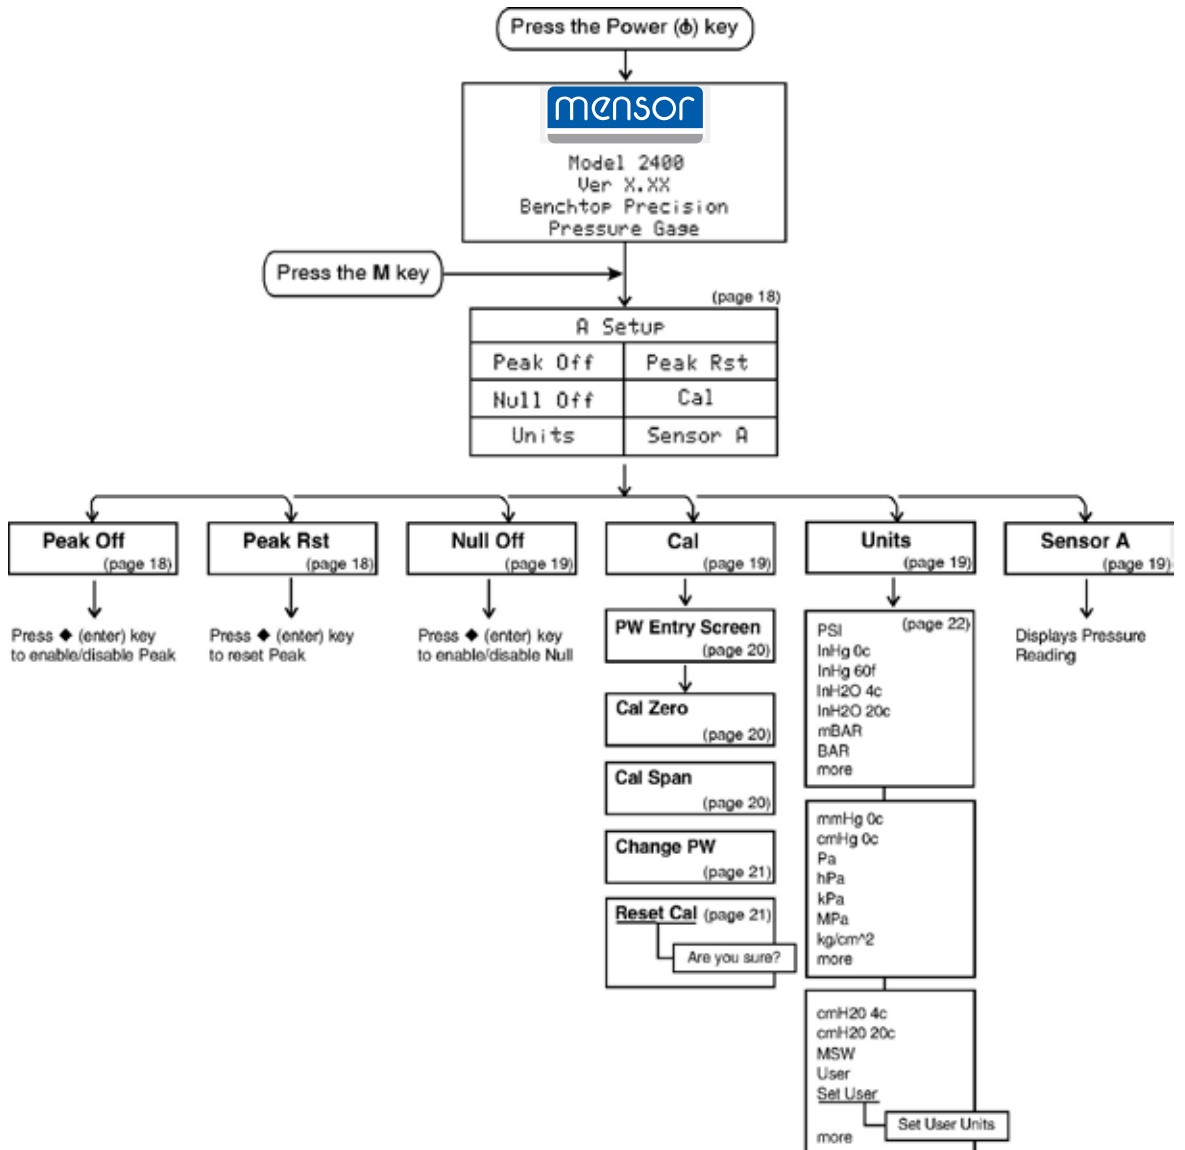 Press the Power (⏻) key
mensor
Model 2400
Ver X.XX
Benchtop Precision
Pressure Gage
Press the M key
(page 18)
A Setup
Peak Off
Peak Rst
Null Off
Cal
Units
Sensor A
Peak Off
(page 18)
Press ◆ (enter) key
to enable/disable Peak
Peak Rst
(page 18)
Press ◆ (enter) key
to reset Peak
Null Off
(page 19)
Press ◆ (enter) key
to enable/disable Null
Cal
(page 19)
PW Entry Screen
(page 20)
Cal Zero
(page 20)
Cal Span
(page 20)
Change PW
(page 21)
Reset Cal (page 21)
Are you sure?
Units
(page 19)
(page 22)
PSI
InHg 0c
InHg 60f
InH2O 4c
InH2O 20c
mBAR
BAR
more
mmHg 0c
cmHg 0c
Pa
hPa
kPa
MPa
kg/cm^2
more
cmH20 4c
cmH20 20c
MSW
User
Set User
Set User Units
more
Sensor A
(page 19)
Displays Pressure
Reading